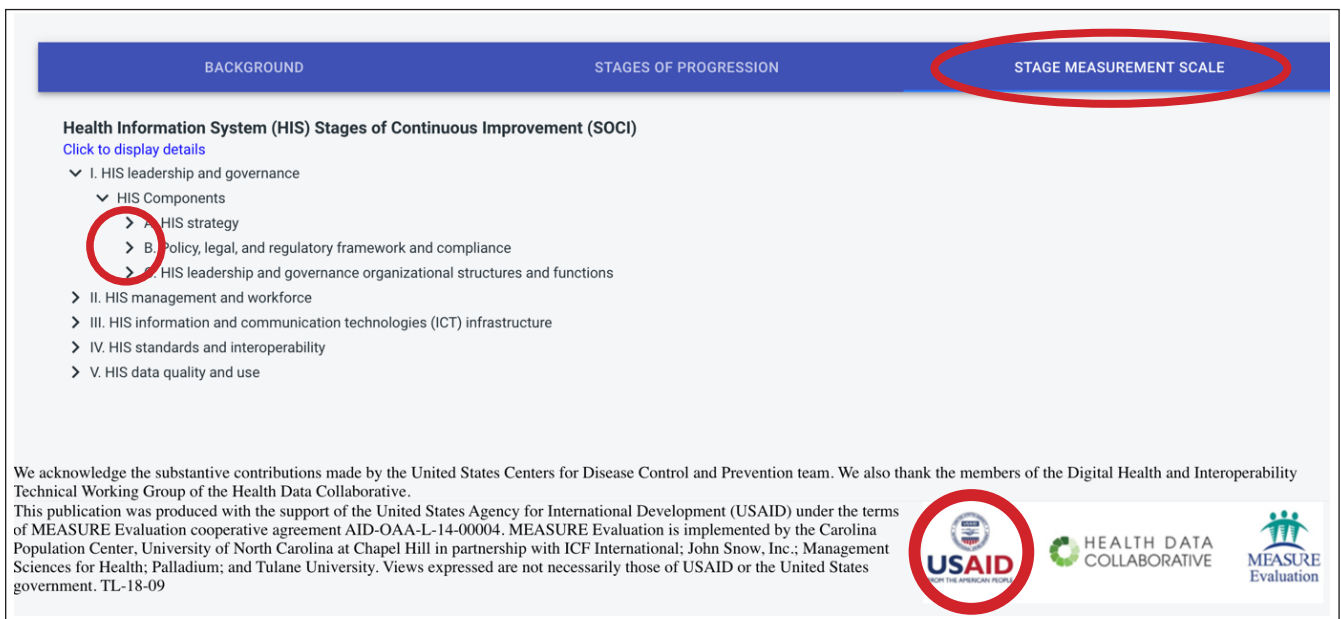 BACKGROUND STAGES OF PROGRESSION STAGE MEASUREMENT SCALE
Health Information System (HIS) Stages of Continuous Improvement (SOCI)
Click to display details
I. HIS leadership and governance
HIS Components
A. HIS strategy
B. Policy, legal, and regulatory framework and compliance
C. HIS leadership and governance organizational structures and functions
II. HIS management and workforce
III. HIS information and communication technologies (ICT) infrastructure
IV. HIS standards and interoperability
V. HIS data quality and use
We acknowledge the substantive contributions made by the United States Centers for Disease Control and Prevention team. We also thank the members of the Digital Health and Interoperability
Technical Working Group of the Health Data Collaborative.
This publication was produced with the support of the United States Agency for International Development (USAID) under the terms
of MEASURE Evaluation cooperative agreement AID-OAA-L-14-00004. MEASURE Evaluation is implemented by the Carolina
Population Center, University of North Carolina at Chapel Hill in partnership with ICF International; John Snow, Inc.; Management
Sciences for Health; Palladium; and Tulane University. Views expressed are not necessarily those of USAID or the United States
government. TL-18-09
USAID
FROM THE AMERICAN PEOPLE
HEALTH DATA
COLLABORATIVE
MEASURE
Evaluation